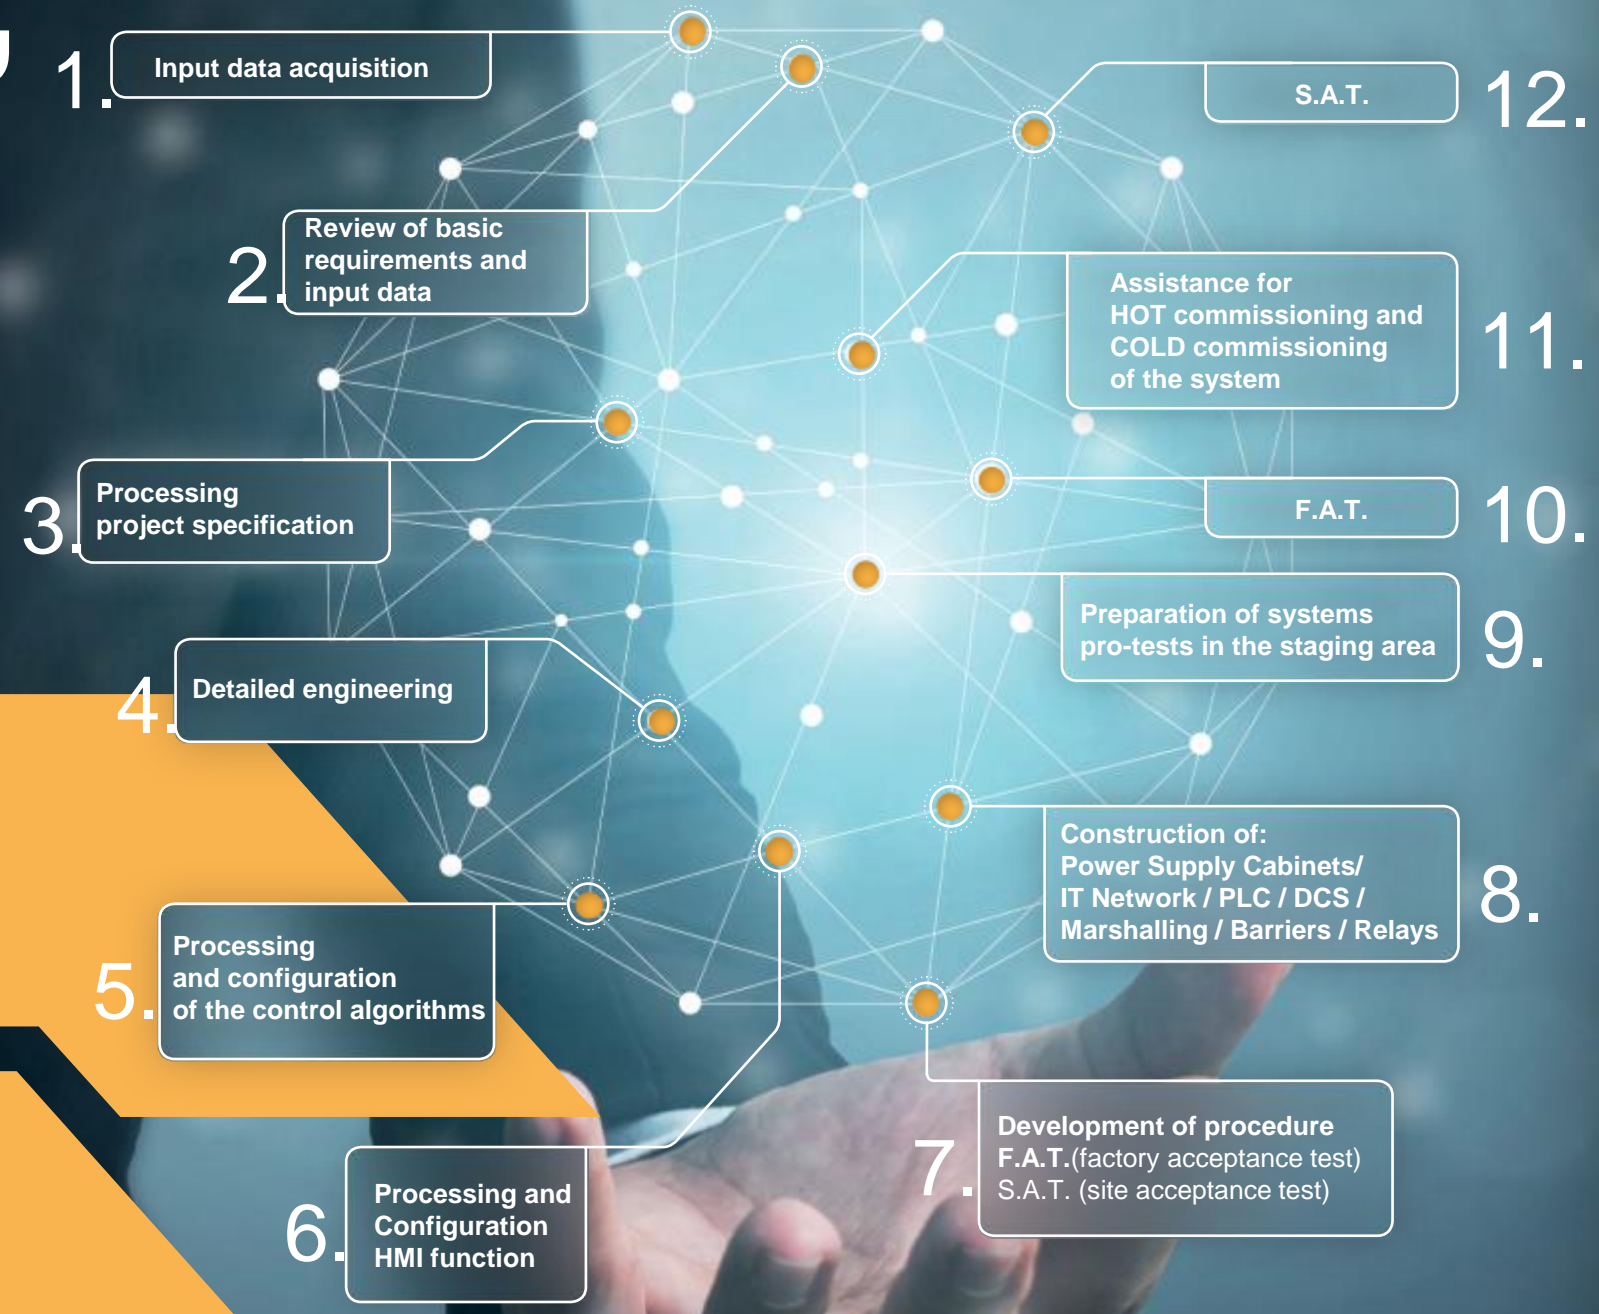 1.
Input data acquisition
2.
Review of basic
requirements and
input data
3.
Processing
project specification
4.
Detailed engineering
5.
Processing
and configuration
of the control algorithms
6.
Processing and
Configuration
HMI function
7.
Development of procedure
F.A.T.(factory acceptance test)
S.A.T. (site acceptance test)
8.
Construction of:
Power Supply Cabinets/
IT Network / PLC / DCS /
Marshalling / Barriers / Relays
9.
Preparation of systems
pro-tests in the staging area
10.
F.A.T.
11.
Assistance for
HOT commissioning and
COLD commissioning
of the system
12.
S.A.T.